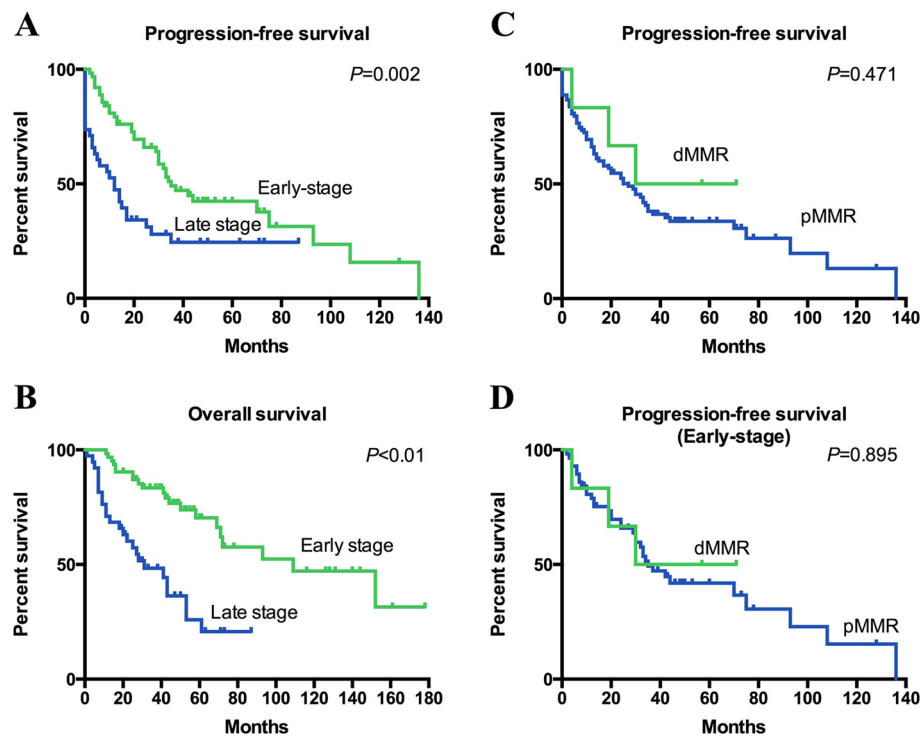 A
Progression-free survival
P=0.002
Percent survival
100
50
0
Early-stage
Late stage
0 20 40 60 80 100 120 140
Months
C
Progression-free survival
P=0.471
Percent survival
100
50
0
dMMR
pMMR
0 20 40 60 80 100 120 140
Months
B
Overall survival
P<0.01
Percent survival
100
50
0
Early stage
Late stage
0 20 40 60 80 100 120 140 160 180
Months
D
Progression-free survival
(Early-stage)
P=0.895
Percent survival
100
50
0
dMMR
pMMR
0 20 40 60 80 100 120 140
Months